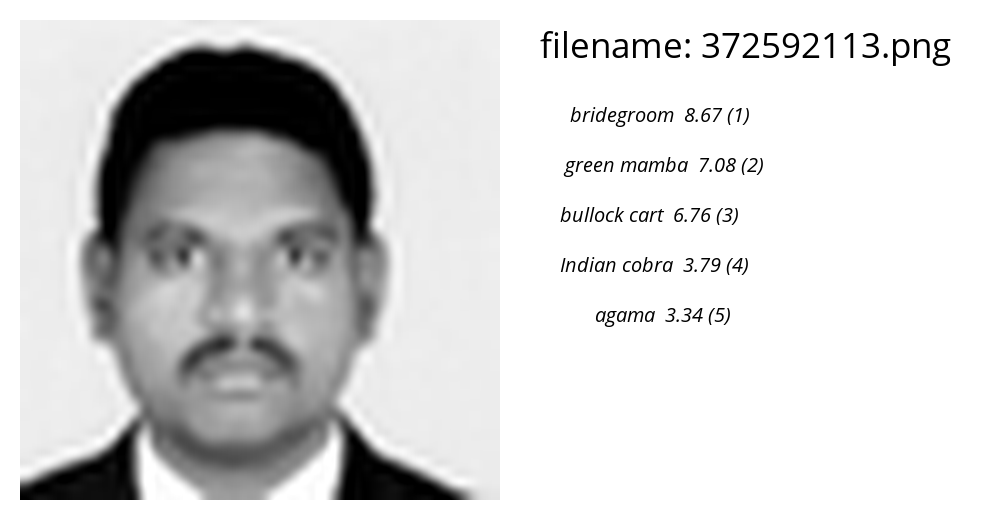 filename: 372592113.png
bridegroom 8.67 (1)
green mamba 7.08 (2)
bullock cart 6.76 (3)
Indian cobra 3.79 (4)
agama 3.34 (5)